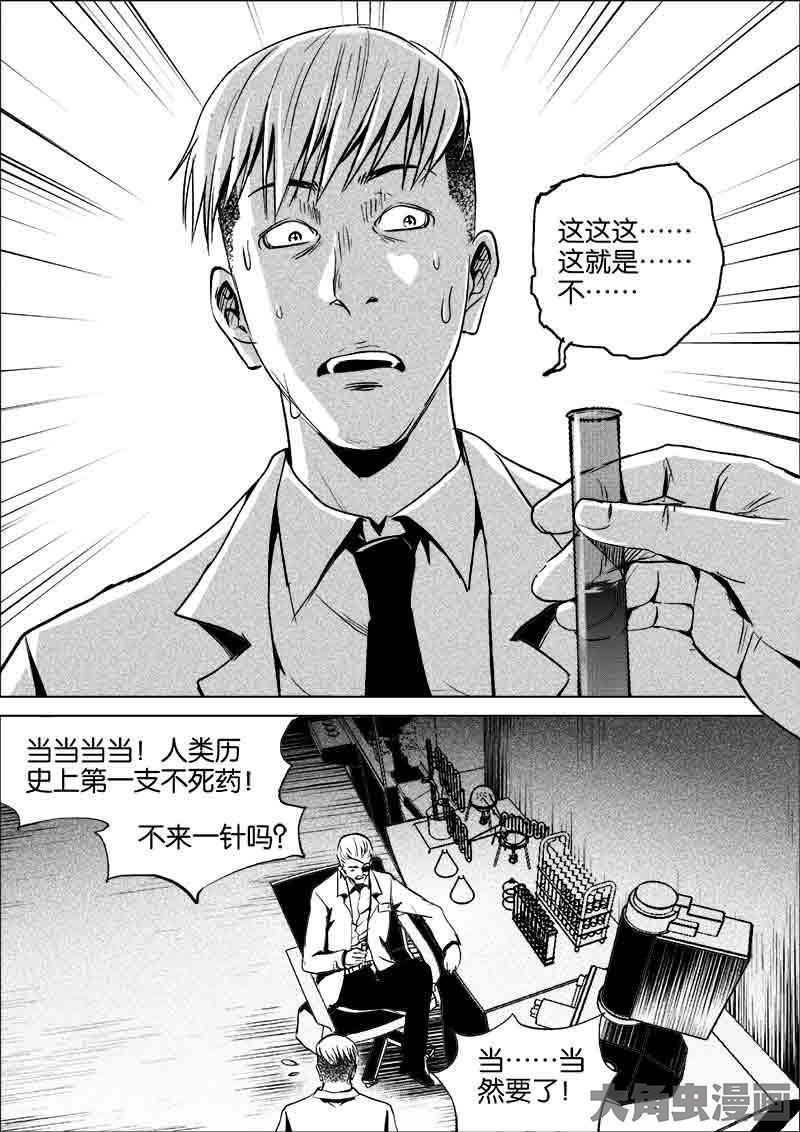 这这这……
这就是……
不……
当当当当！人类历
史上第一支不死药！
不来一针吗？
当……当
然要了！
大角虫漫画